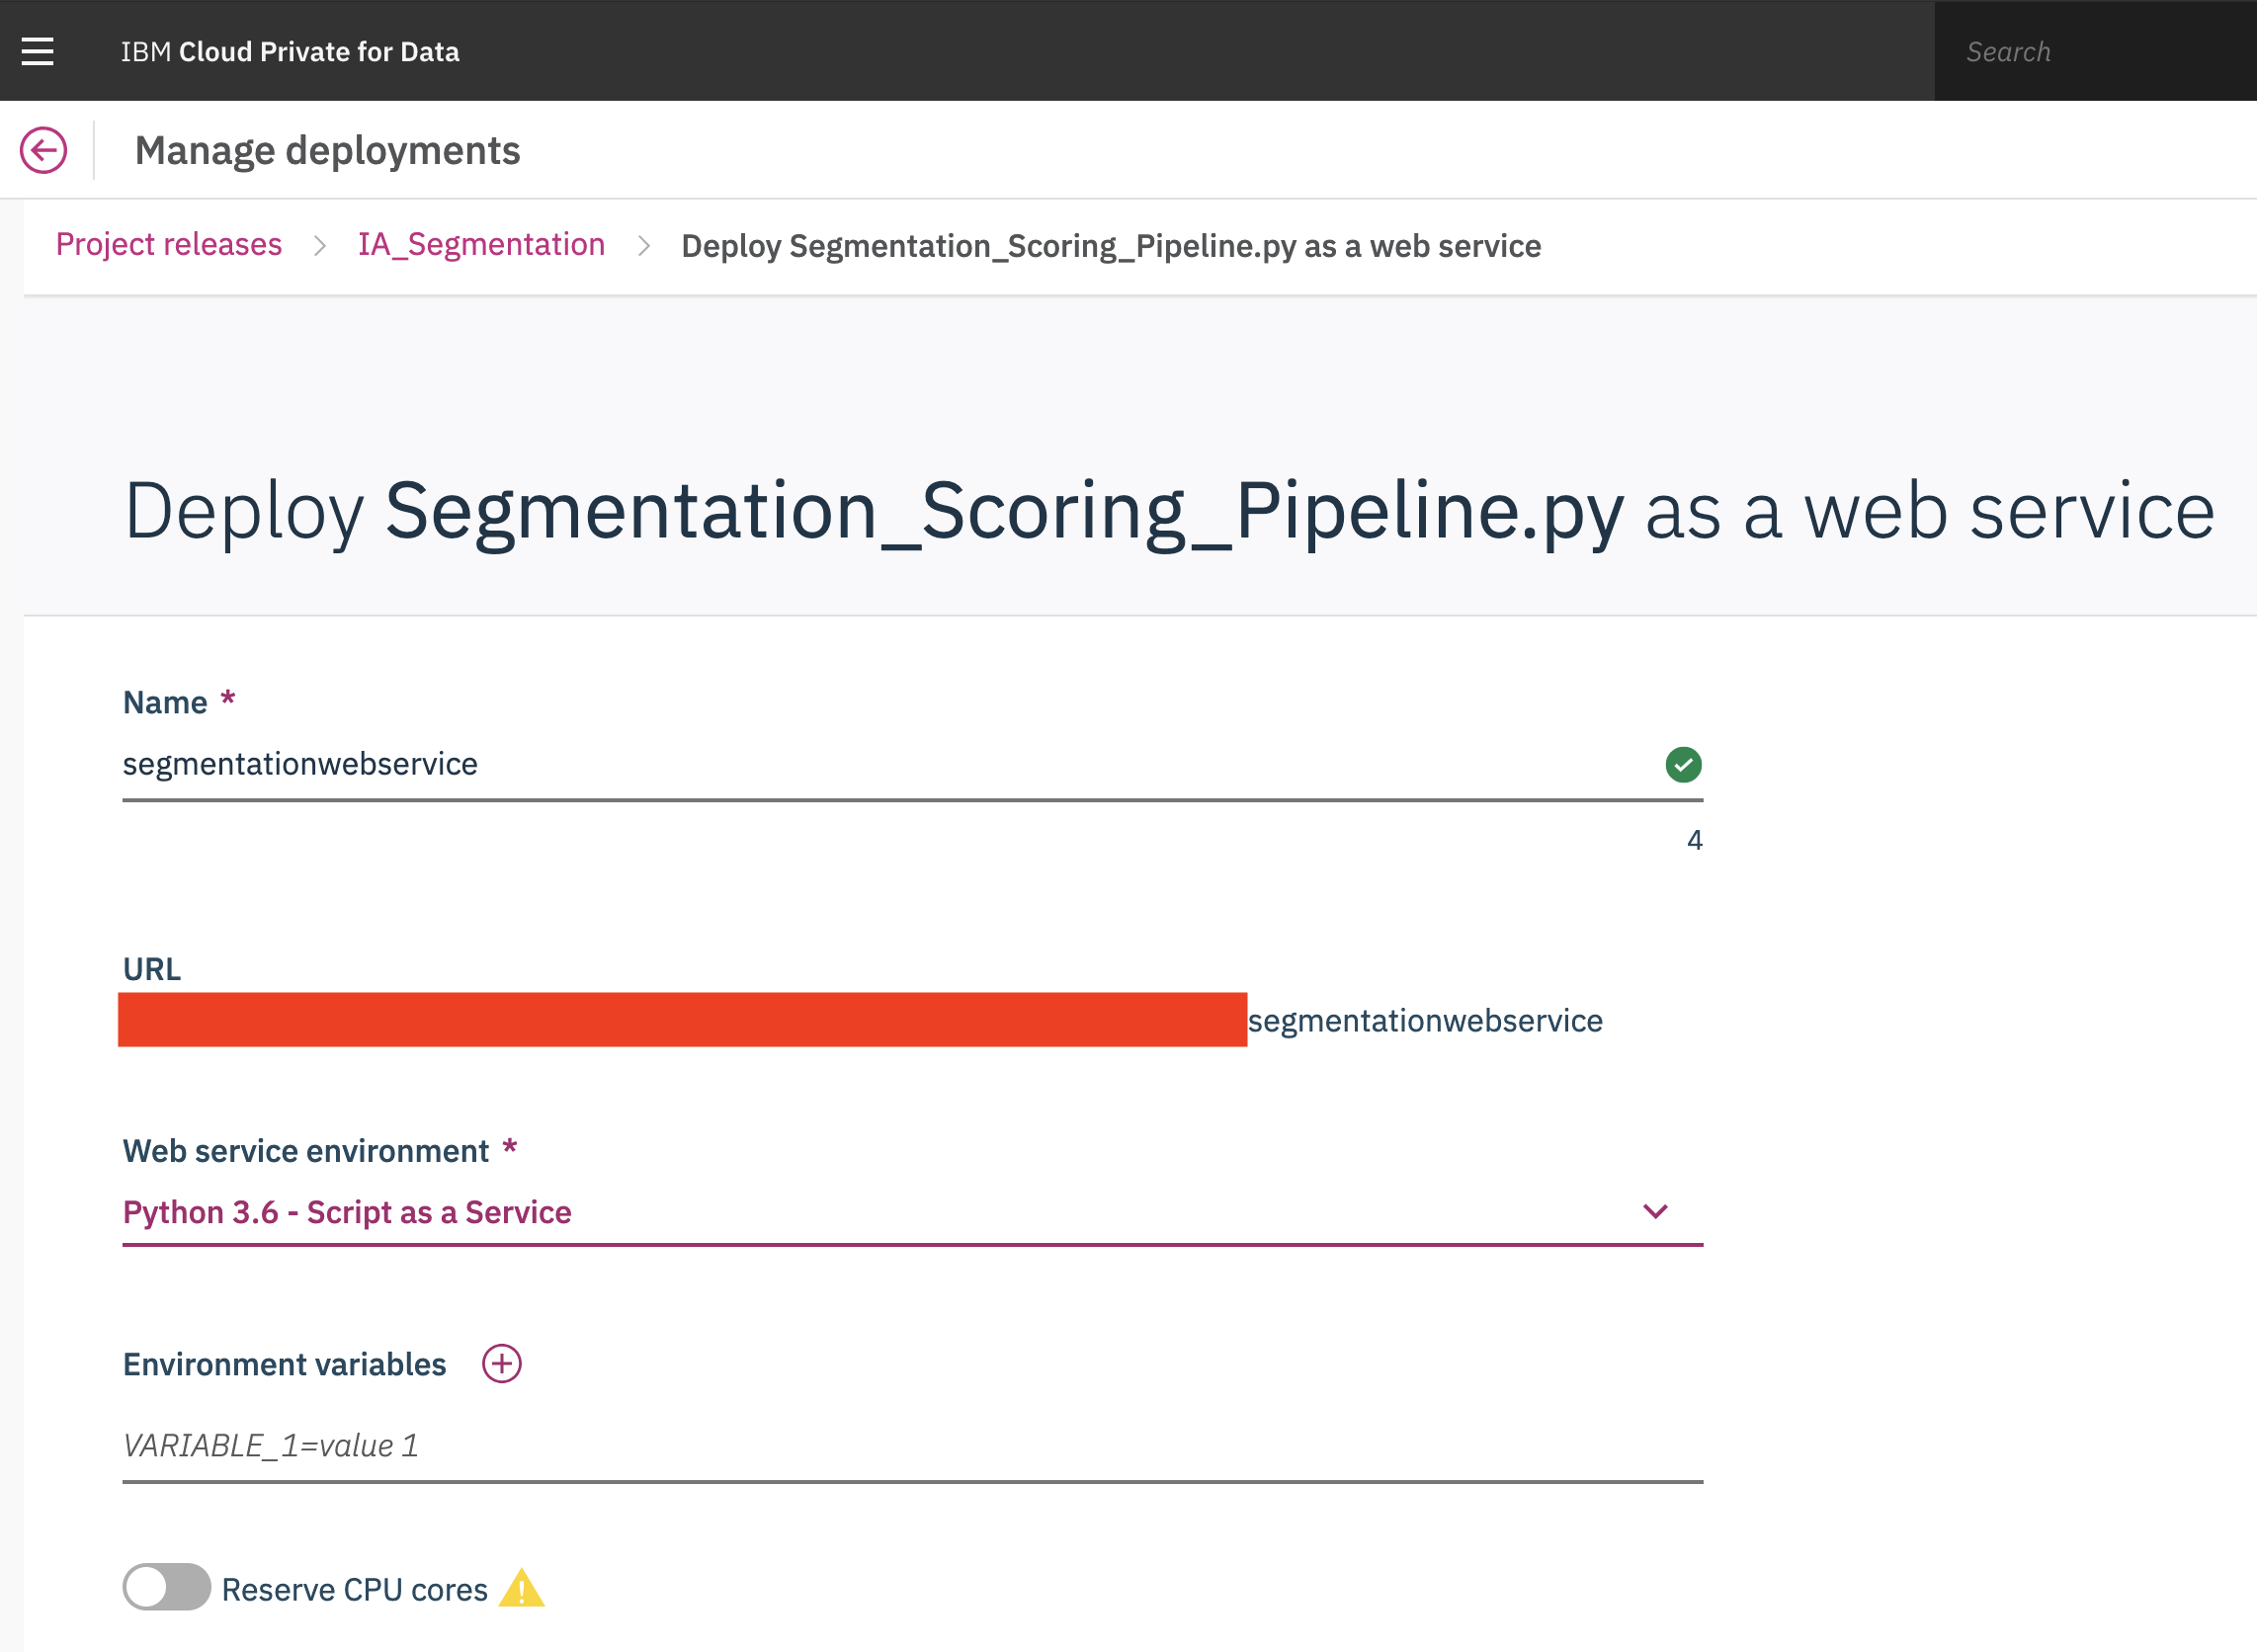 IBM Cloud Private for Data
Search
Manage deployments
Project releases > IA_Segmentation > Deploy Segmentation_Scoring_Pipeline.py as a web service
Deploy Segmentation_Scoring_Pipeline.py as a web service
Name *
segmentationwebservice
4
URL
segmentationwebservice
Web service environment *
Python 3.6 - Script as a Service
Environment variables
VARIABLE_1=value 1
Reserve CPU cores